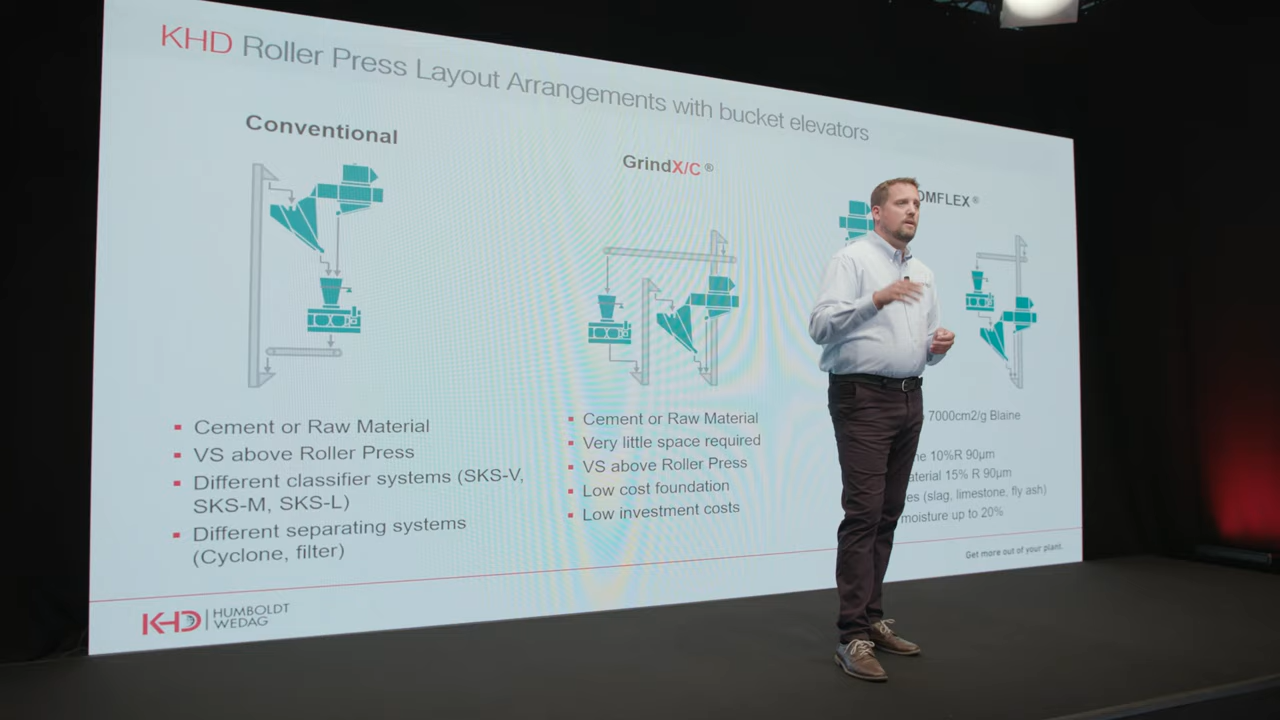 KHD Roller Press Layout Arrangements with bucket elevators
Conventional
Cement or Raw Material
VS above Roller Press
Different classifier systems (SKS-V,
SKS-M, SKS-L)
Different separating systems
(Cyclone, filter)
GrindX/C ®
Cement or Raw Material
Very little space required
VS above Roller Press
Low cost foundation
Low investment costs
OMFLEX®
7000cm2/g Blaine
10%R 90μm
15% R 90μm
(slag, limestone, fly ash)
moisture up to 20%
Get more out of your plant.
KHD HUMBOLDT
WEDAG